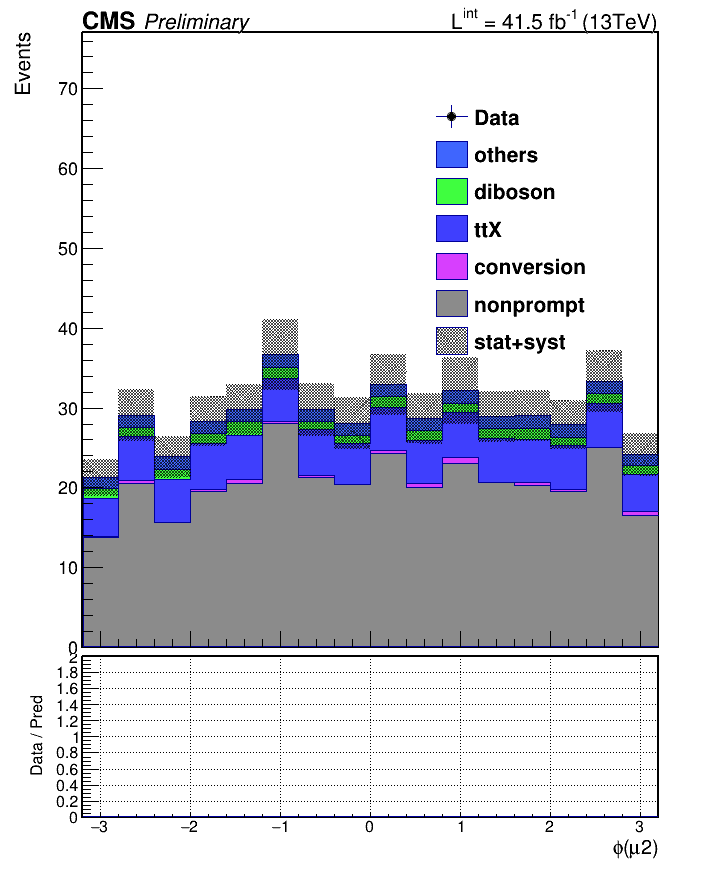 CMS Preliminary L^int = 41.5 fb^-1 (13TeV)
Events
70
60
50
40
30
20
10
0
Data
others
diboson
ttX
conversion
nonprompt
stat+syst
Data / Pred
2
1.8
1.6
1.4
1.2
1
0.8
0.6
0.4
0.2
0
−3 −2 −1 0 1 2 3
ϕ(μ2)